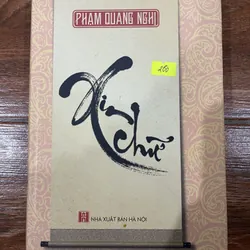 PHẠM QUANG NGHỊ
Xin
chữ
NHÀ XUẤT BẢN HÀ NỘI